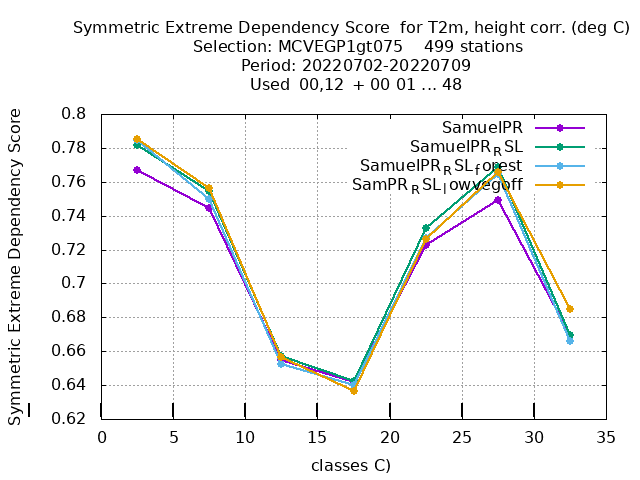 Symmetric Extreme Dependency Score  for T2m, height corr. (deg C)
Selection: MCVEGP1gt075    499 stations
Period: 20220702-20220709
Used  00,12  + 00 01 ... 48
Symmetric Extreme Dependency Score
0.8
0.78
0.76
0.74
0.72
0.7
0.68
0.66
0.64
0.62
SamuelPR
SamuelPR_RSL
SamuelPR_RSL_forest
SamPR_RSL_lowvegoff
0 5 10 15 20 25 30 35
classes C)